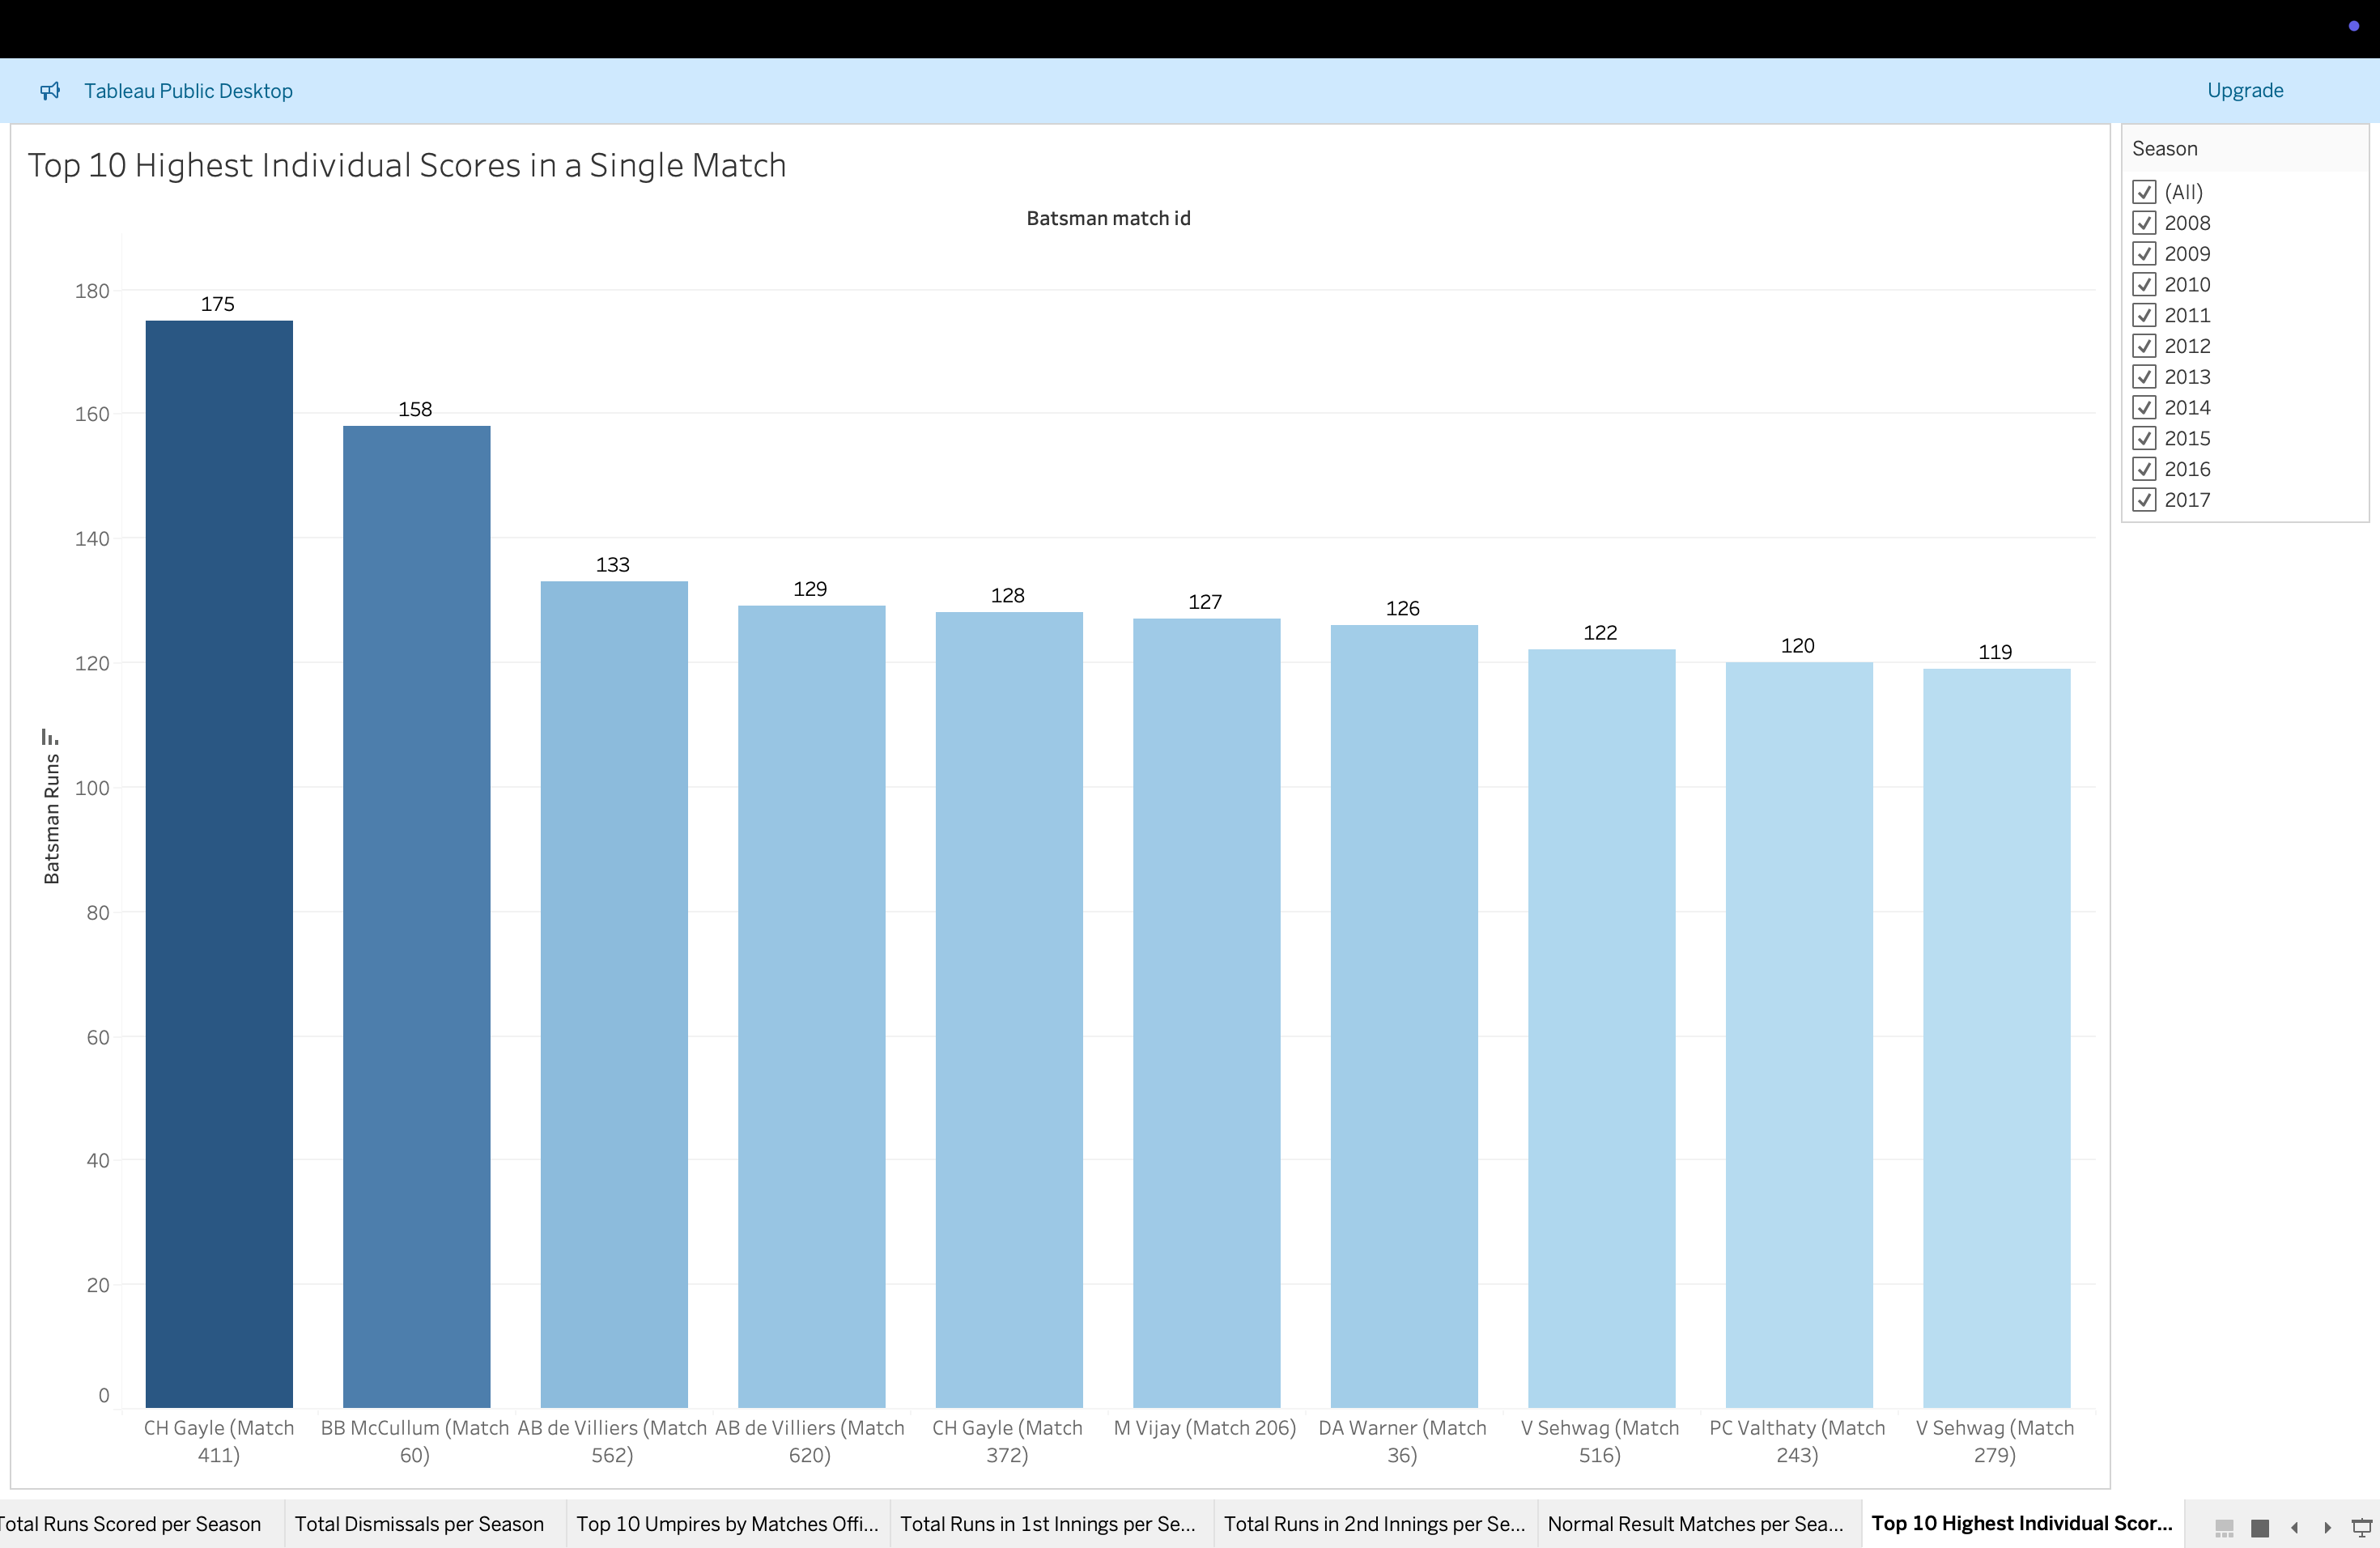 Tableau Public Desktop
Upgrade
Top 10 Highest Individual Scores in a Single Match
Batsman match id
Season
(All)
2008
2009
2010
2011
2012
2013
2014
2015
2016
2017
Batsman Runs
180
160
140
120
100
80
60
40
20
0
175
158
133
129
128
127
126
122
120
119
CH Gayle (Match
411)
BB McCullum (Match
60)
AB de Villiers (Match
562)
AB de Villiers (Match
620)
CH Gayle (Match
372)
M Vijay (Match 206)
DA Warner (Match
36)
V Sehwag (Match
516)
PC Valthaty (Match
243)
V Sehwag (Match
279)
Total Runs Scored per Season
Total Dismissals per Season
Top 10 Umpires by Matches Offi...
Total Runs in 1st Innings per Se...
Total Runs in 2nd Innings per Se...
Normal Result Matches per Sea...
Top 10 Highest Individual Scor...